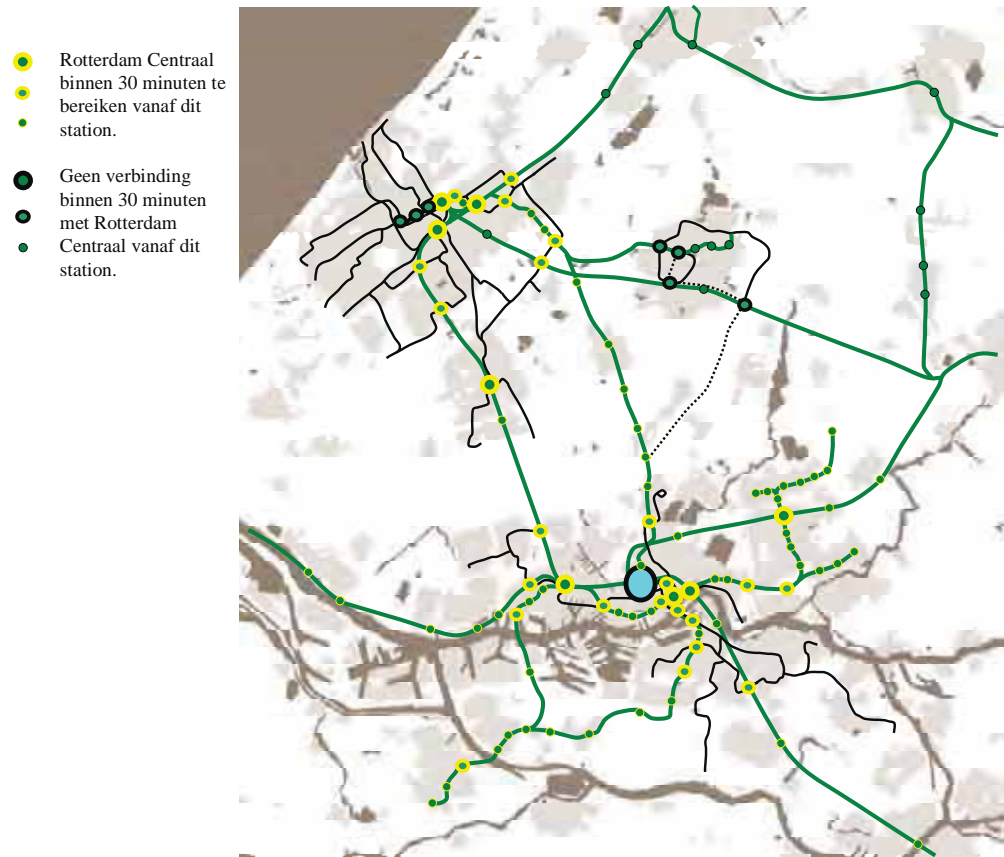 Rotterdam Centraal
binnen 30 minuten te
bereiken vanaf dit
station.
Geen verbinding
binnen 30 minuten
met Rotterdam
Centraal vanaf dit
station.